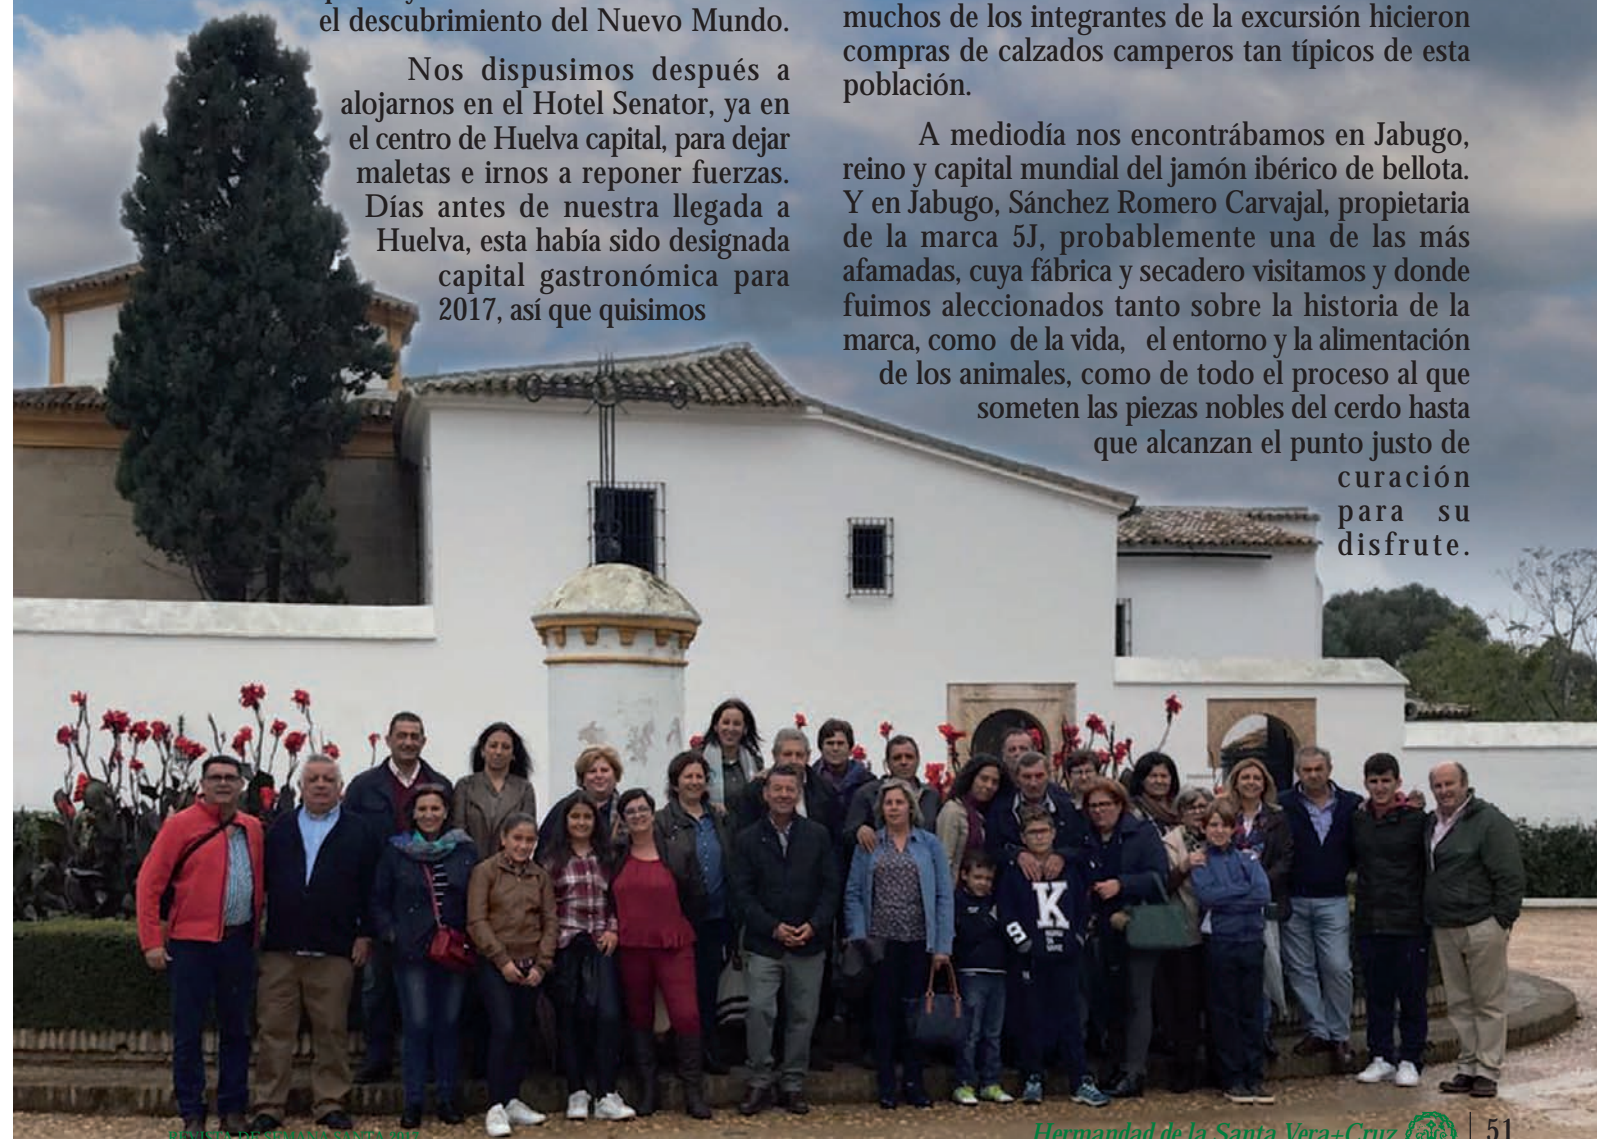 el descubrimiento del Nuevo Mundo.
Nos dispusimos después a
alojarnos en el Hotel Senator, ya en
el centro de Huelva capital, para dejar
maletas e irnos a reponer fuerzas.
Días antes de nuestra llegada a
Huelva, esta había sido designada
capital gastronómica para
2017, así que quisimos
muchos de los integrantes de la excursión hicieron
compras de calzados camperos tan típicos de esta
población.
A mediodía nos encontrábamos en Jabugo,
reino y capital mundial del jamón ibérico de bellota.
Y en Jabugo, Sánchez Romero Carvajal, propietaria
de la marca 5J, probablemente una de las más
afamadas, cuya fábrica y secadero visitamos y donde
fuimos aleccionados tanto sobre la historia de la
marca, como de la vida, el entorno y la alimentación
de los animales, como de todo el proceso al que
someten las piezas nobles del cerdo hasta
que alcanzan el punto justo de
curación
para su
disfrute.
K
9
REVISTA DE SEMANA SANTA 2017
Hermandad de la Santa Vera+Cruz
51